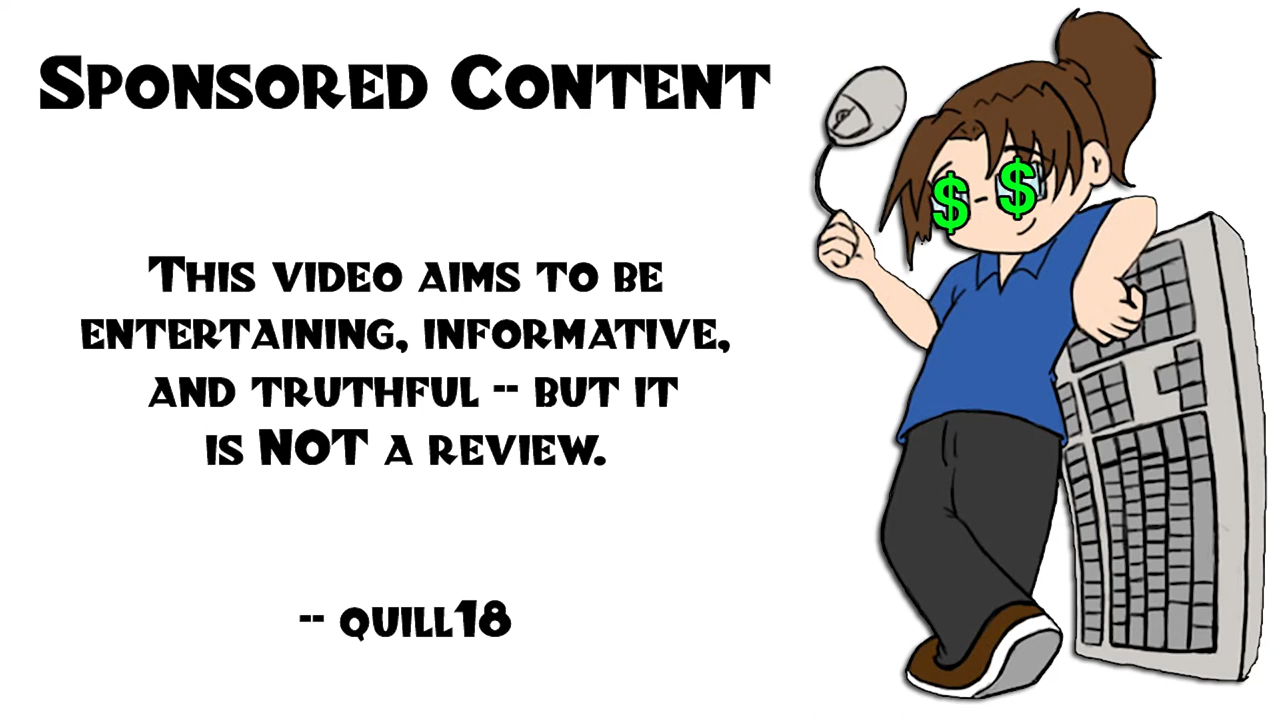 SPONSORED CONTENT
THIS VIDEO AIMS TO BE
ENTERTAINING, INFORMATIVE,
AND TRUTHFUL -- BUT IT
IS NOT A REVIEW.
-- QUILL18
$ $